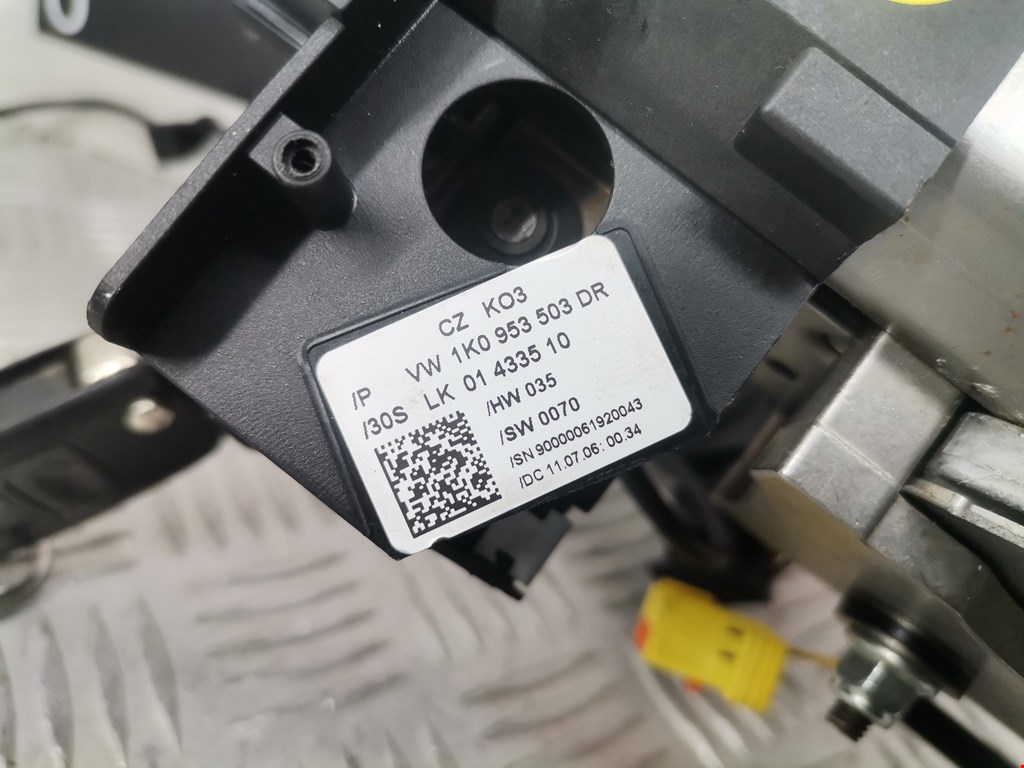 CZ KO3
/P VW 1K0 953 503 DR
/30S LK 01 4335 10
/HW 035
/SW 0070
/SN 90000061920043
/DC 11.07.06: 00.34